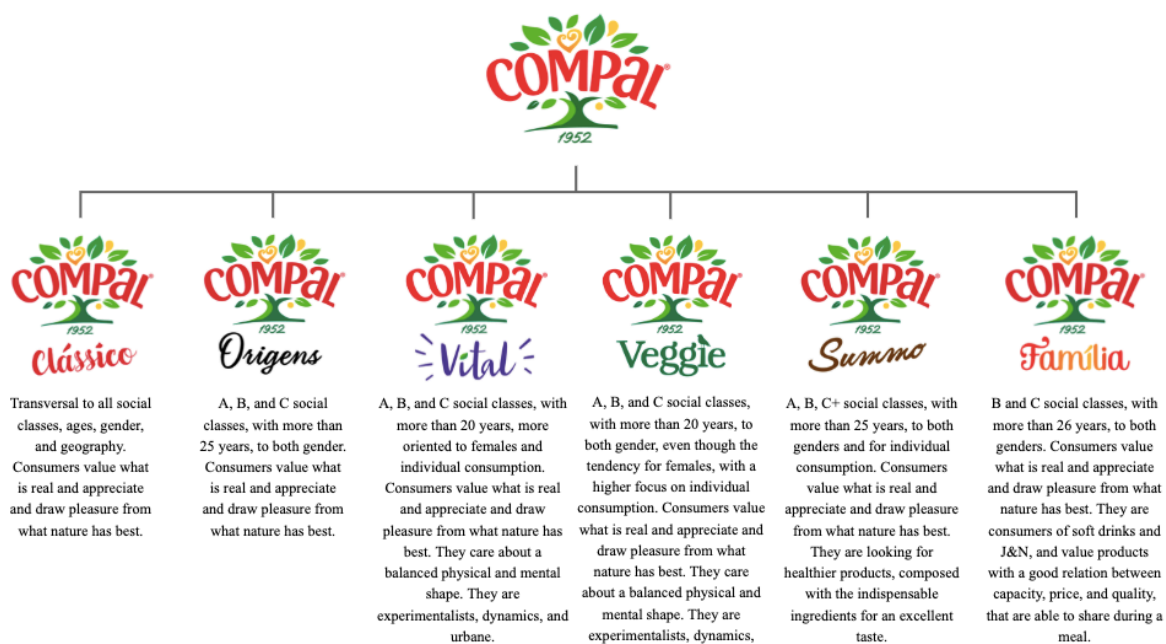 COMPAL®
1952
COMPAL®
1952
Clássico
Transversal to all social
classes, ages, gender,
and geography.
Consumers value what
is real and appreciate
and draw pleasure from
what nature has best.
COMPAL®
1952
Origens
A, B, and C social
classes, with more than
25 years, to both gender.
Consumers value what
is real and appreciate
and draw pleasure from
what nature has best.
COMPAL®
1952
Vital
A, B, and C social classes, with
more than 20 years, more
oriented to females and
individual consumption.
Consumers value what is real
and appreciate and draw
pleasure from what nature has
best. They care about a
balanced physical and mental
shape. They are
experimentalists, dynamics, and
urbane.
COMPAL®
1952
Veggie
A, B, and C social classes,
with more than 20 years, to
both gender, even though the
tendency for females, with a
higher focus on individual
consumption. Consumers value
what is real and appreciate and
draw pleasure from what
nature has best. They care
about a balanced physical and
mental shape. They are
experimentalists, dynamics,
COMPAL®
1952
Summo
A, B, C+ social classes, with
more than 25 years, to both
genders and for individual
consumption. Consumers
value what is real and
appreciate and draw pleasure
from what nature has best.
They are looking for
healthier products, composed
with the indispensable
ingredients for an excellent
taste.
COMPAL®
1952
Família
B and C social classes, with
more than 26 years, to both
genders. Consumers value
what is real and appreciate
and draw pleasure from what
nature has best. They are
consumers of soft drinks and
J&N, and value products
with a good relation between
capacity, price, and quality,
that are able to share during a
meal.